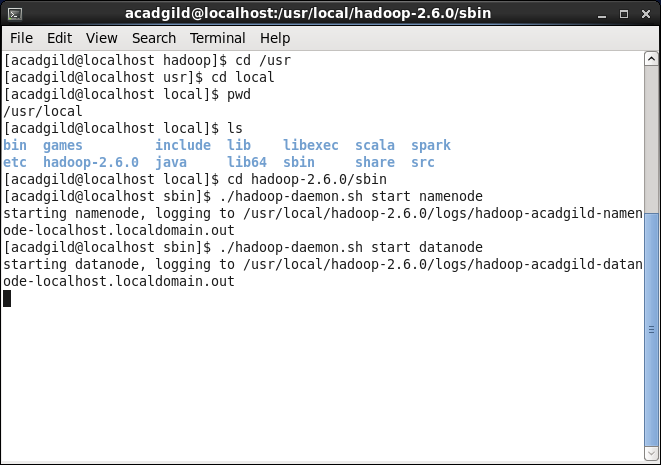 acadgild@localhost:/usr/local/hadoop-2.6.0/sbin
File Edit View Search Terminal Help
[acadgild@localhost hadoop]$ cd /usr
[acadgild@localhost usr]$ cd local
[acadgild@localhost local]$ pwd
/usr/local
[acadgild@localhost local]$ ls
bin games include lib libexec scala spark
etc hadoop-2.6.0 java lib64 sbin share src
[acadgild@localhost local]$ cd hadoop-2.6.0/sbin
[acadgild@localhost sbin]$ ./hadoop-daemon.sh start namenode
starting namenode, logging to /usr/local/hadoop-2.6.0/logs/hadoop-acadgild-namen
ode-localhost.localdomain.out
[acadgild@localhost sbin]$ ./hadoop-daemon.sh start datanode
starting datanode, logging to /usr/local/hadoop-2.6.0/logs/hadoop-acadgild-datan
ode-localhost.localdomain.out